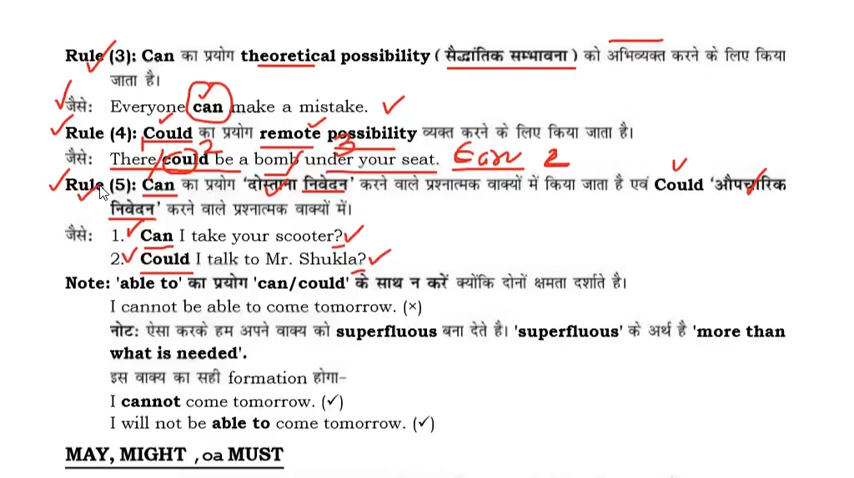 Rule (3): Can का प्रयोग theoretical possibility ( सैद्धांतिक सम्भावना ) को अभिव्यक्त करने के लिए किया
जाता है।
जैसे: Everyone can make a mistake.
Rule (4): Could का प्रयोग remote possibility व्यक्त करने के लिए किया जाता है।
जैसे: There could be a bomb under your seat.
Rule (5): Can का प्रयोग 'दोस्ताना निवेदन' करने वाले प्रश्नात्मक वाक्यों में किया जाता है एवं Could 'औपचारिक
निवेदन' करने वाले प्रश्नात्मक वाक्यों में।
जैसे: 1. Can I take your scooter?
2. Could I talk to Mr. Shukla?
Note: 'able to' का प्रयोग 'can/could' के साथ न करें क्योंकि दोनों क्षमता दर्शाते है।
I cannot be able to come tomorrow. (×)
नोट: ऐसा करके हम अपने वाक्य को superfluous बना देते है। 'superfluous' के अर्थ है 'more than
what is needed'.
इस वाक्य का सही formation होगा–
I cannot come tomorrow. (✓)
I will not be able to come tomorrow. (✓)
MAY, MIGHT ,oa MUST